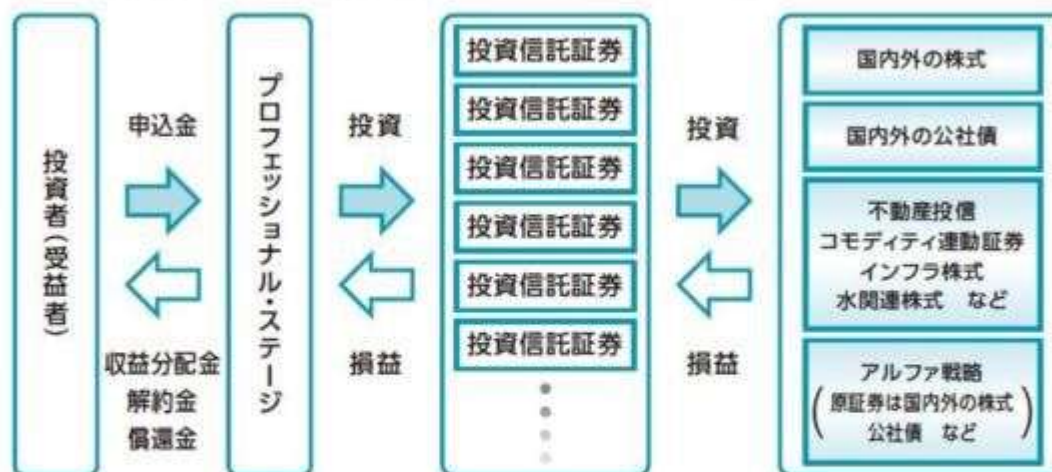 投資者(受益者)
申込金
収益分配金
解約金
償還金
プロフェッショナル・ステージ
投資
損益
投資信託証券
投資信託証券
投資信託証券
投資信託証券
投資信託証券
投資信託証券
投資
損益
国内外の株式
国内外の公社債
不動産投信
コモディティ連動証券
インフラ株式
水関連株式 など
アルファ戦略
(原証券は国内外の株式
公社債 など)